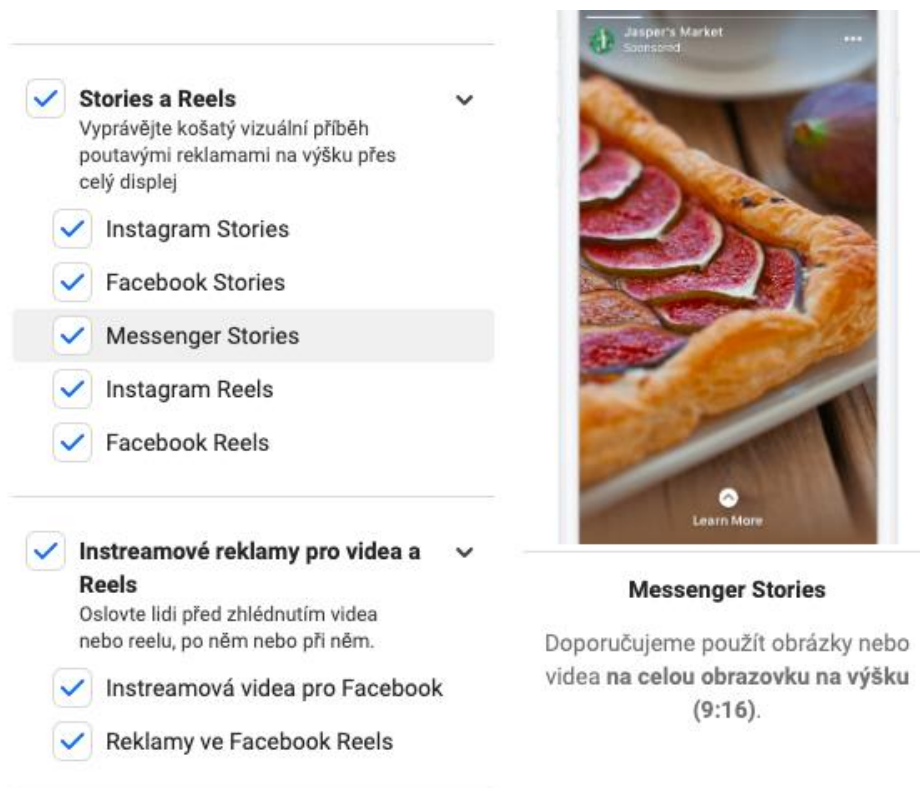 Stories a Reels
Vyprávějte košatý vizuální příběh
poutavými reklamami na výšku přes
celý displej
Instagram Stories
Facebook Stories
Messenger Stories
Instagram Reels
Facebook Reels
Instreamové reklamy pro videa a
Reels
Oslovte lidi před zhlédnutím videa
nebo reelu, po něm nebo při něm.
Instreamová videa pro Facebook
Reklamy ve Facebook Reels
Jasper's Market
Sponsored
Learn More
Messenger Stories
Doporučujeme použít obrázky nebo
videa na celou obrazovku na výšku
(9:16).